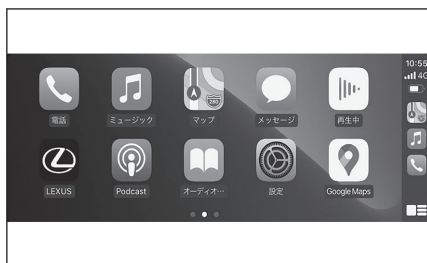 10:55
4G
電話
ミュージック
マップ
メッセージ
再生中
280
LEXUS
Podcast
オーディオ…
設定
Google Maps